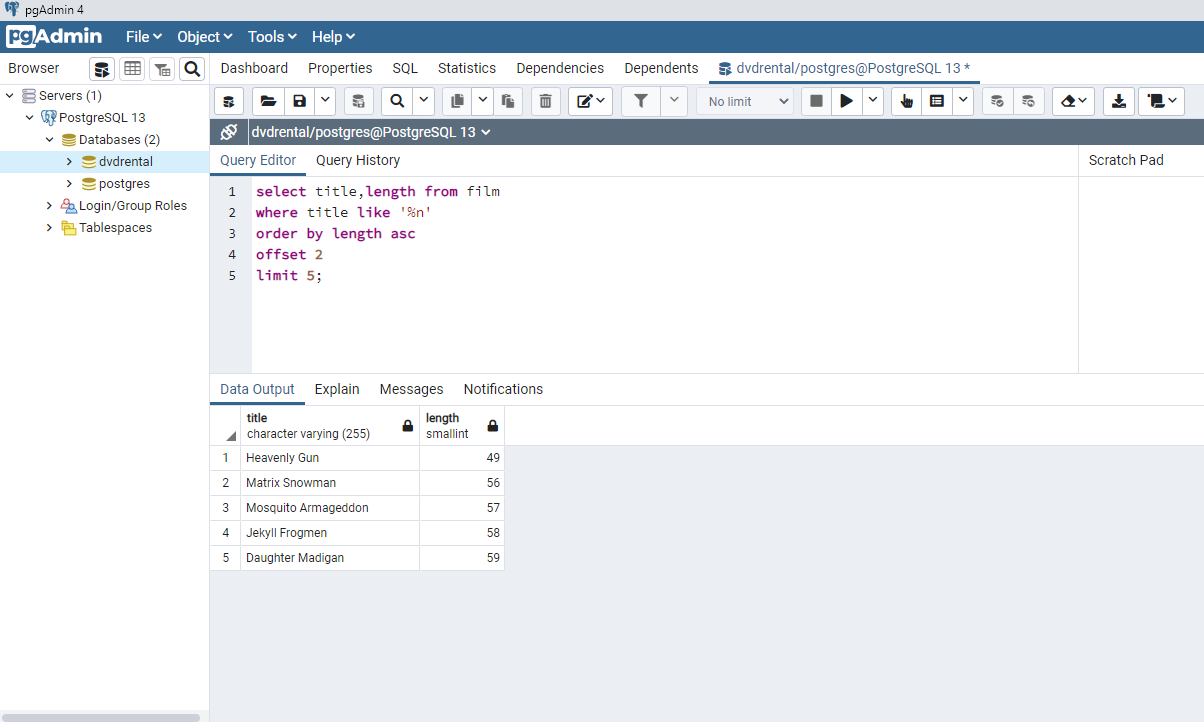 pgAdmin 4
pgAdmin File Object Tools Help
Browser Dashboard Properties SQL Statistics Dependencies Dependents dvdrental/postgres@PostgreSQL 13 *
Servers (1)
PostgreSQL 13
Databases (2)
dvdrental
postgres
Login/Group Roles
Tablespaces
No limit
dvdrental/postgres@PostgreSQL 13
Query Editor Query History Scratch Pad
1 select title,length from film
2 where title like '%n'
3 order by length asc
4 offset 2
5 limit 5;
Data Output Explain Messages Notifications
title length
character varying (255) smallint
1 Heavenly Gun 49
2 Matrix Snowman 56
3 Mosquito Armageddon 57
4 Jekyll Frogmen 58
5 Daughter Madigan 59